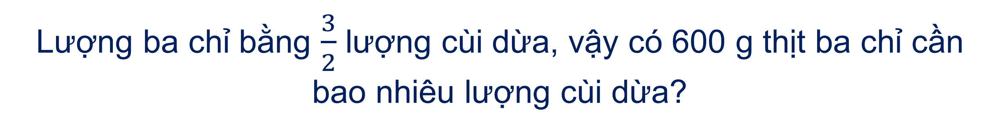 Lượng ba chỉ bằng 3/2 lượng cùi dừa, vậy có 600 g thịt ba chỉ cần
bao nhiêu lượng cùi dừa?